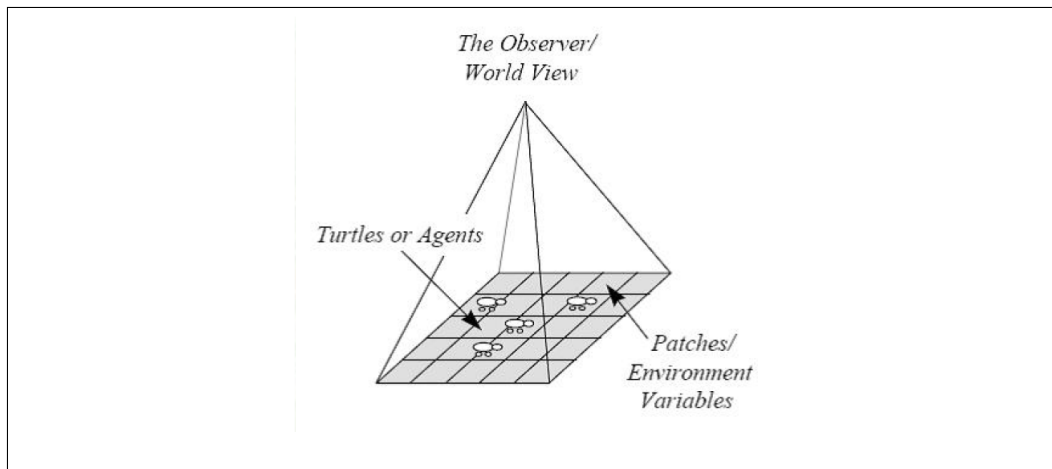 The Observer/
World View
Turtles or Agents
Patches/
Environment
Variables